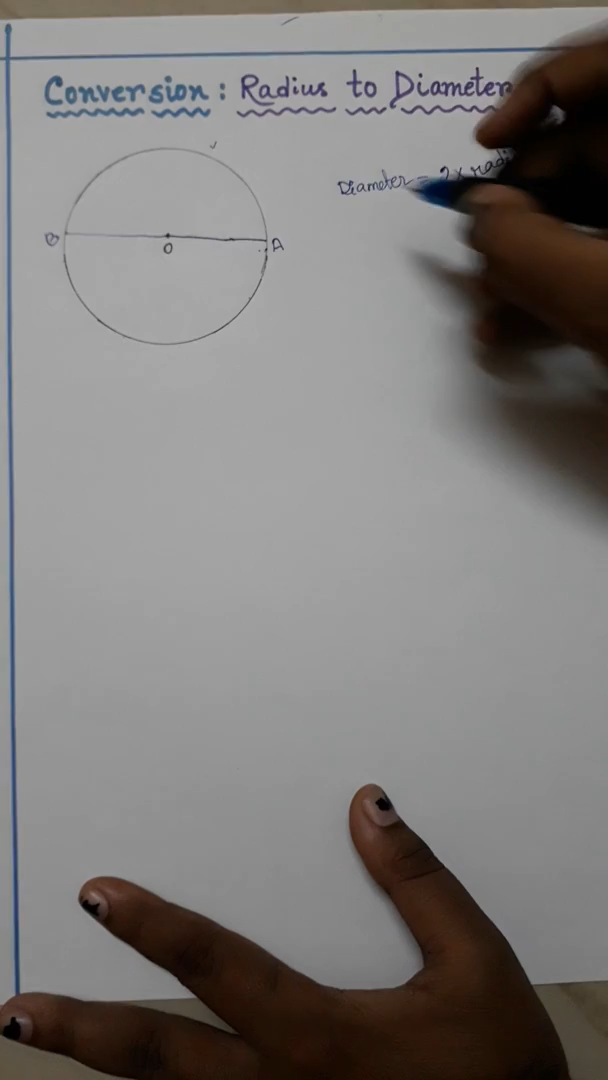 Conversion : Radius to Diameter
Diameter = 2 x radi
B
O
A